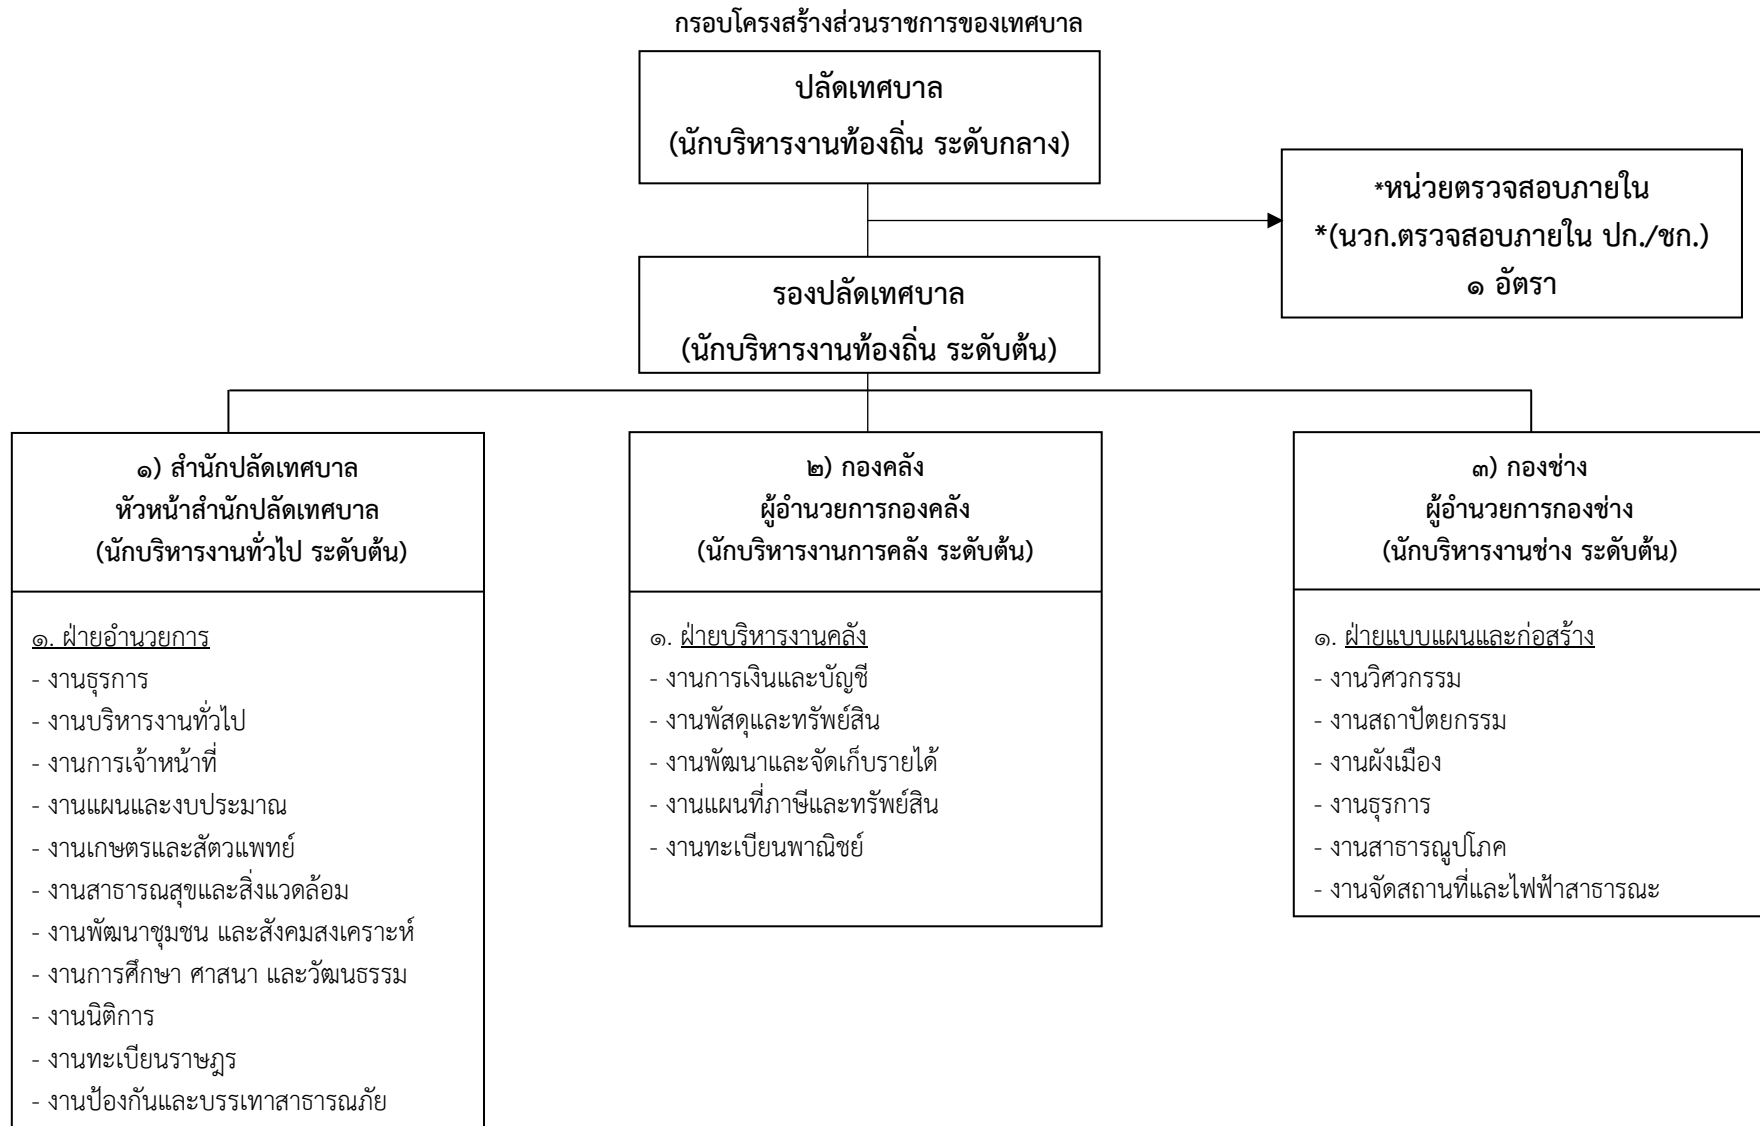 กรอบโครงสร้างส่วนราชการของเทศบาล
ปลัดเทศบาล
(นักบริหารงานท้องถิ่น ระดับกลาง)
*หน่วยตรวจสอบภายใน
*(นวก.ตรวจสอบภายใน ปก./ชก.)
๑ อัตรา
รองปลัดเทศบาล
(นักบริหารงานท้องถิ่น ระดับต้น)
๑) สำนักปลัดเทศบาล
หัวหน้าสำนักปลัดเทศบาล
(นักบริหารงานทั่วไป ระดับต้น)
๑. ฝ่ายอำนวยการ
- งานธุรการ
- งานบริหารงานทั่วไป
- งานการเจ้าหน้าที่
- งานแผนและงบประมาณ
- งานเกษตรและสัตวแพทย์
- งานสาธารณสุขและสิ่งแวดล้อม
- งานพัฒนาชุมชน และสังคมสงเคราะห์
- งานการศึกษา ศาสนา และวัฒนธรรม
- งานนิติการ
- งานทะเบียนราษฎร
- งานป้องกันและบรรเทาสาธารณภัย
๒) กองคลัง
ผู้อำนวยการกองคลัง
(นักบริหารงานการคลัง ระดับต้น)
๑. ฝ่ายบริหารงานคลัง
- งานการเงินและบัญชี
- งานพัสดุและทรัพย์สิน
- งานพัฒนาและจัดเก็บรายได้
- งานแผนที่ภาษีและทรัพย์สิน
- งานทะเบียนพาณิชย์
๓) กองช่าง
ผู้อำนวยการกองช่าง
(นักบริหารงานช่าง ระดับต้น)
๑. ฝ่ายแบบแผนและก่อสร้าง
- งานวิศวกรรม
- งานสถาปัตยกรรม
- งานผังเมือง
- งานธุรการ
- งานสาธารณูปโภค
- งานจัดสถานที่และไฟฟ้าสาธารณะ